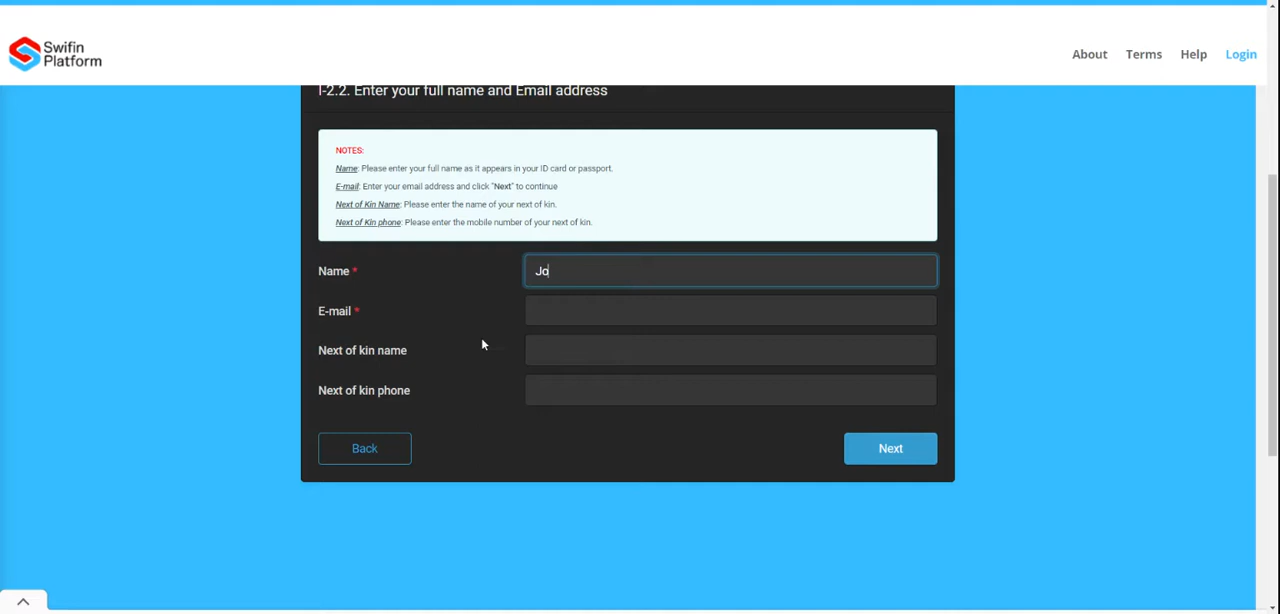 Swifin
Platform
About Terms Help Login
I-2.2. Enter your full name and Email address
NOTES:
Name: Please enter your full name as it appears in your ID card or passport.
E-mail: Enter your email address and click "Next" to continue
Next of Kin Name: Please enter the name of your next of kin.
Next of Kin phone: Please enter the mobile number of your next of kin.
Name * Jo
E-mail *
Next of kin name
Next of kin phone
Back Next